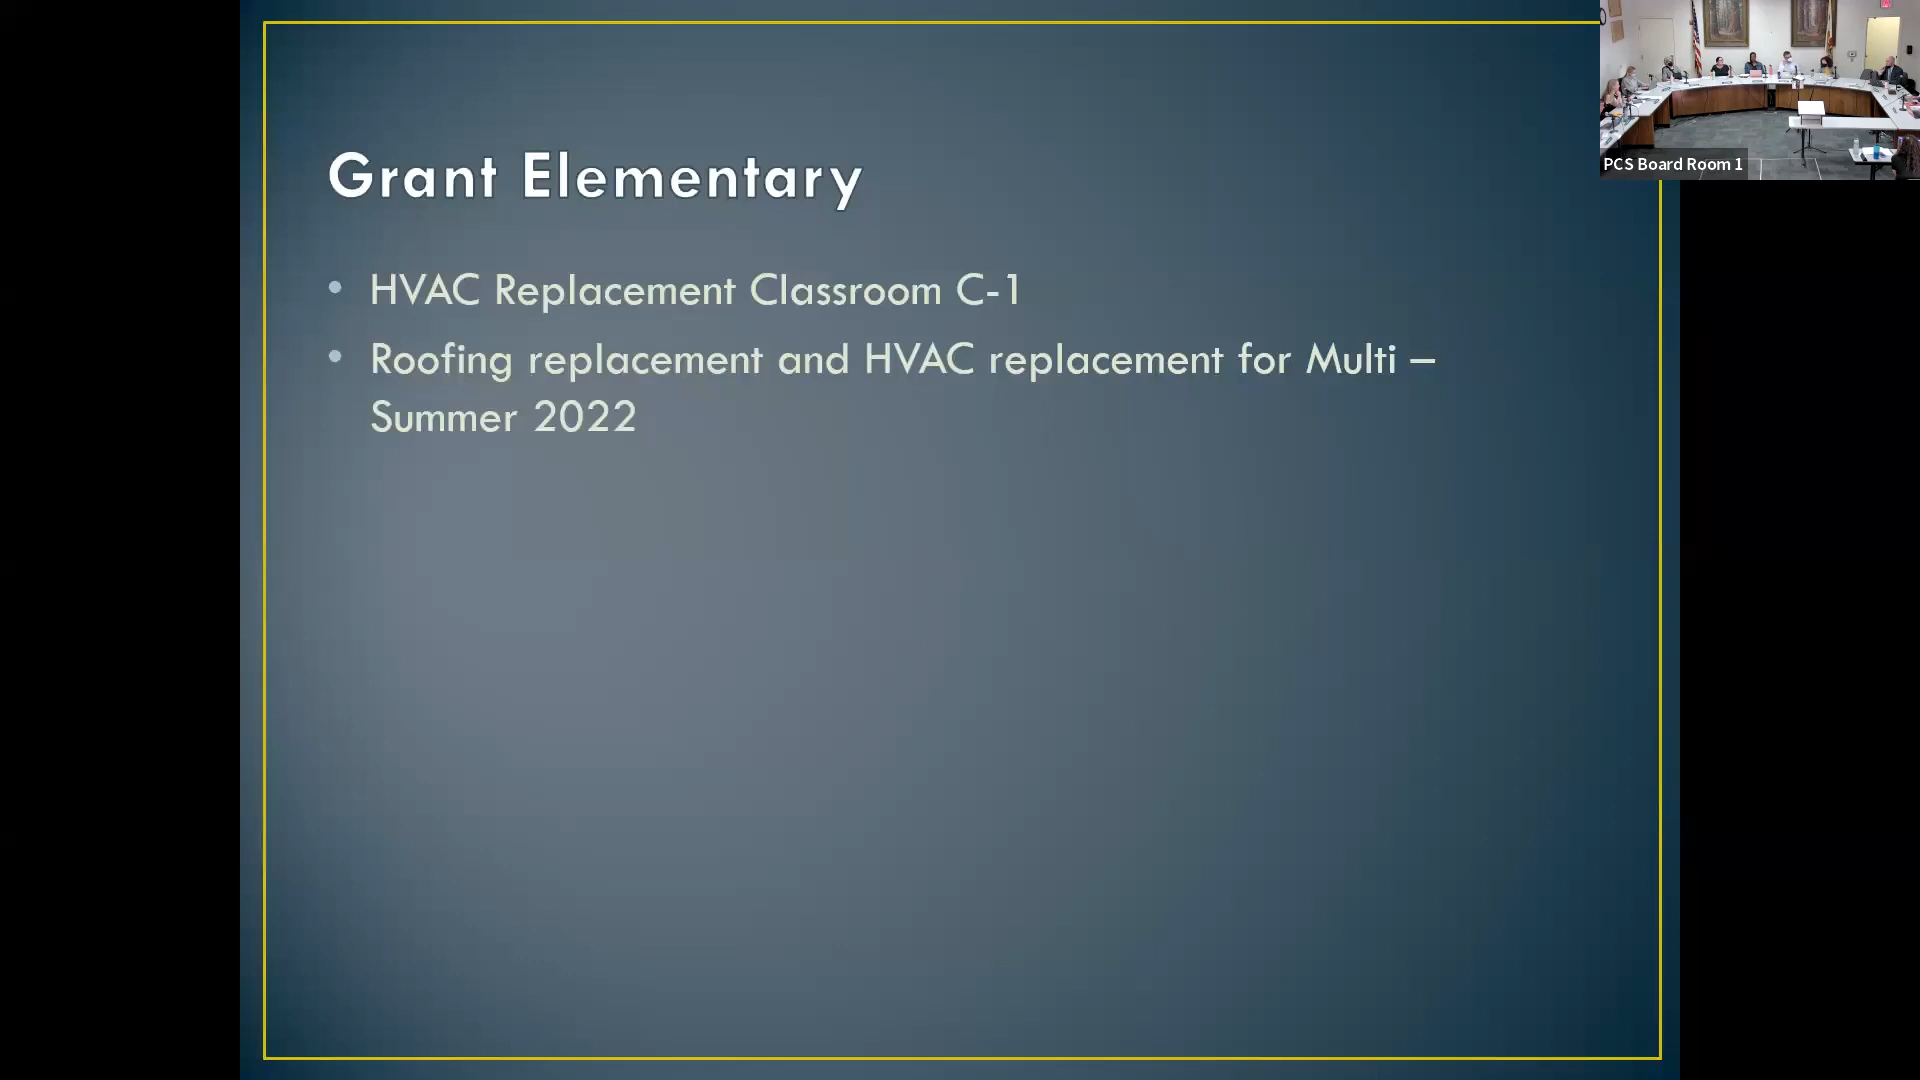 Grant Elementary
• HVAC Replacement Classroom C-1
• Roofing replacement and HVAC replacement for Multi –
Summer 2022
PCS Board Room 1